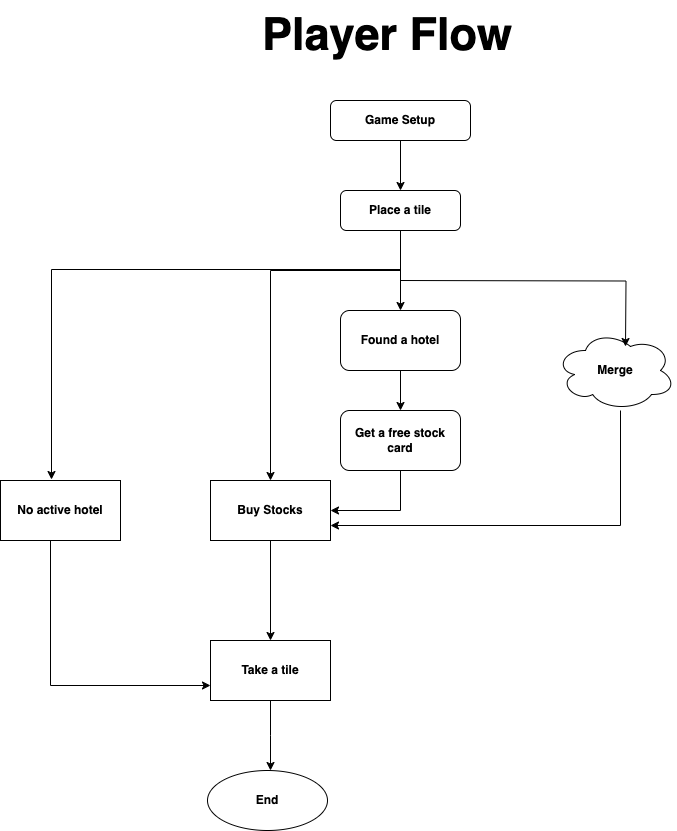 Player Flow
Game Setup
Place a tile
Found a hotel
Merge
Get a free stock
card
No active hotel
Buy Stocks
Take a tile
End